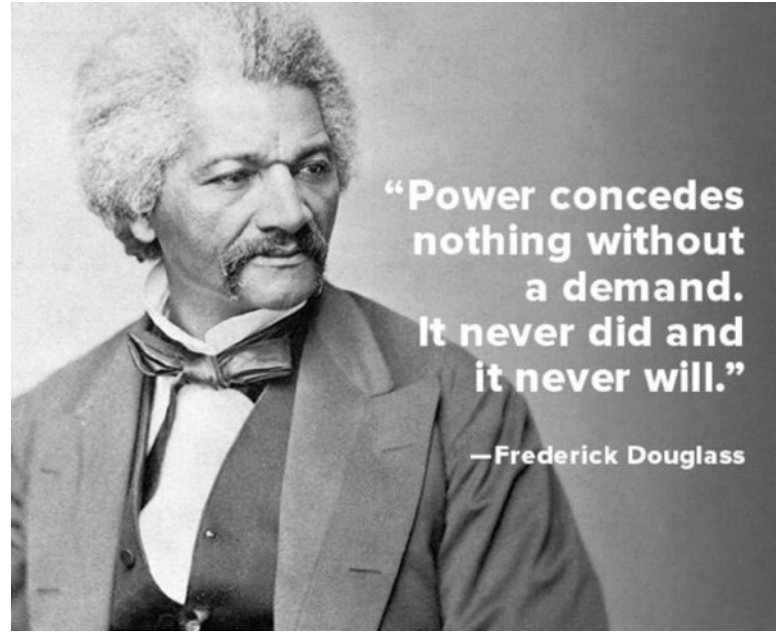 “Power concedes
nothing without
a demand.
It never did and
it never will.”
—Frederick Douglass